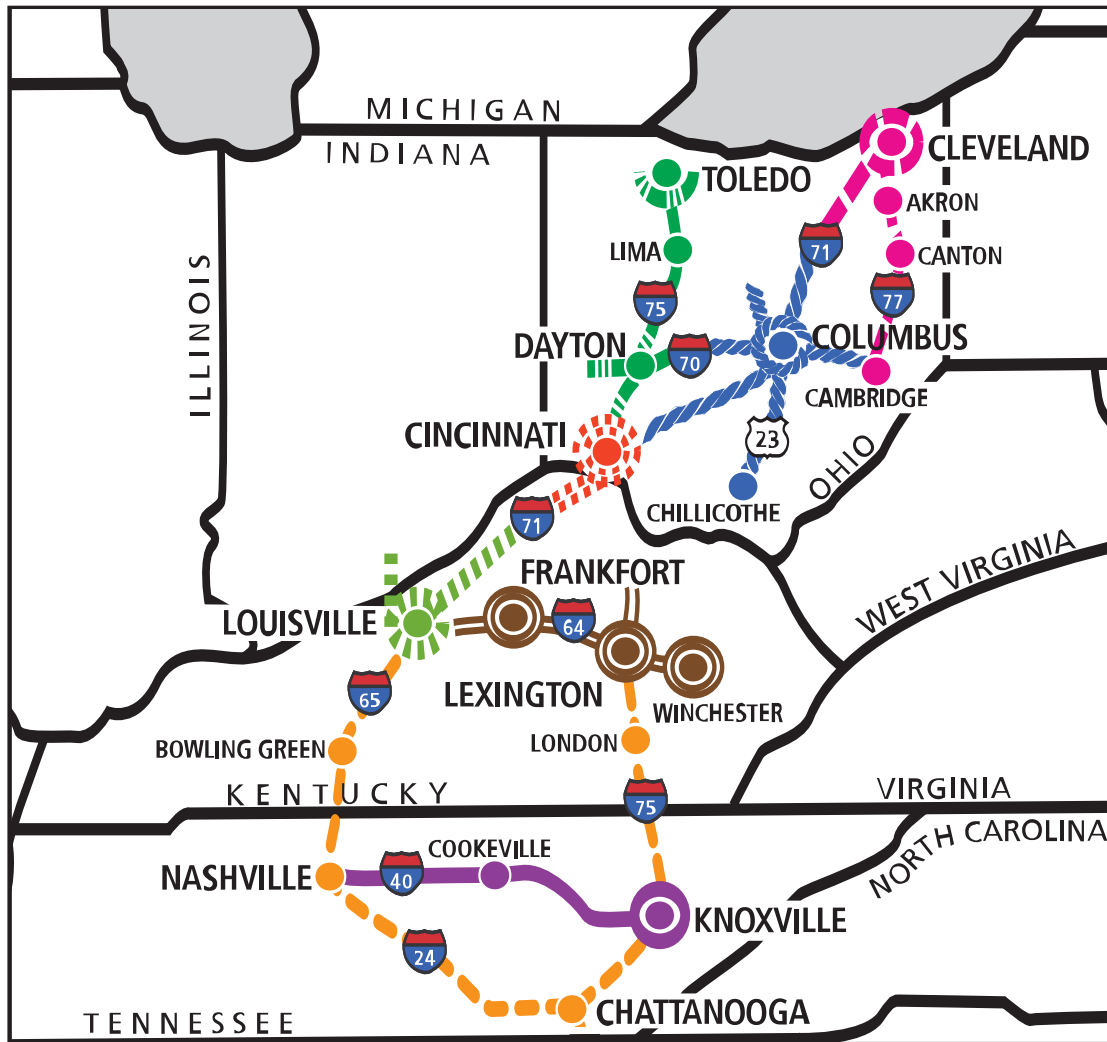 MICHIGAN
INDIANA
CLEVELAND
TOLEDO
AKRON
ILLINOIS
LIMA
71
CANTON
75
77
DAYTON
70
COLUMBUS
CAMBRIDGE
CINCINNATI
23
OHIO
CHILLICOTHE
71
FRANKFORT
WEST VIRGINIA
LOUISVILLE
64
LEXINGTON
65
WINCHESTER
BOWLING GREEN
LONDON
KENTUCKY
75
VIRGINIA
NORTH CAROLINA
COOKEVILLE
NASHVILLE
40
KNOXVILLE
24
CHATTANOOGA
TENNESSEE